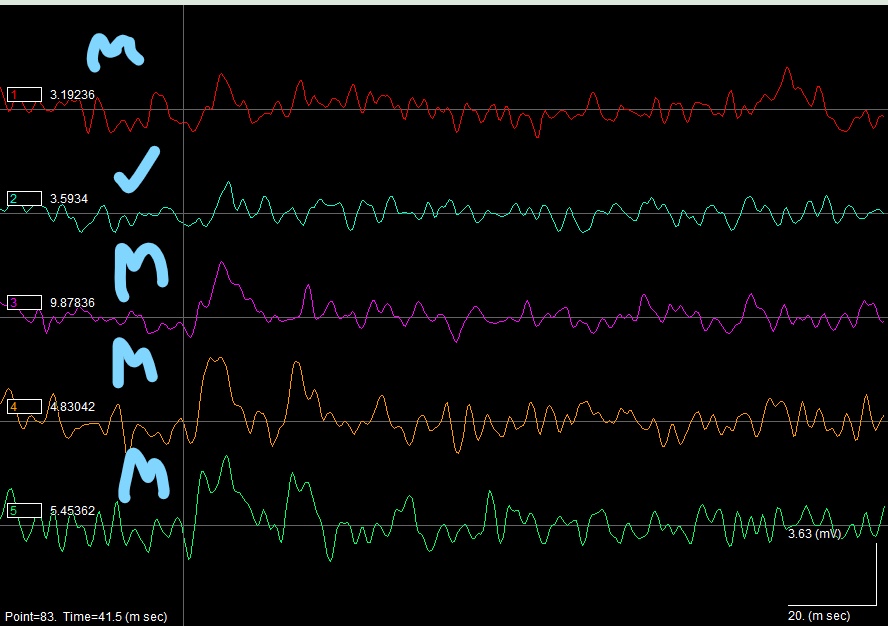 M
1 3.19236
✓
2 3.5934
M
3 9.87836
M
4 4.83042
M
5 5.45362
3.63 (mV)
Point=83. Time=41.5 (m sec)
20. (m sec)